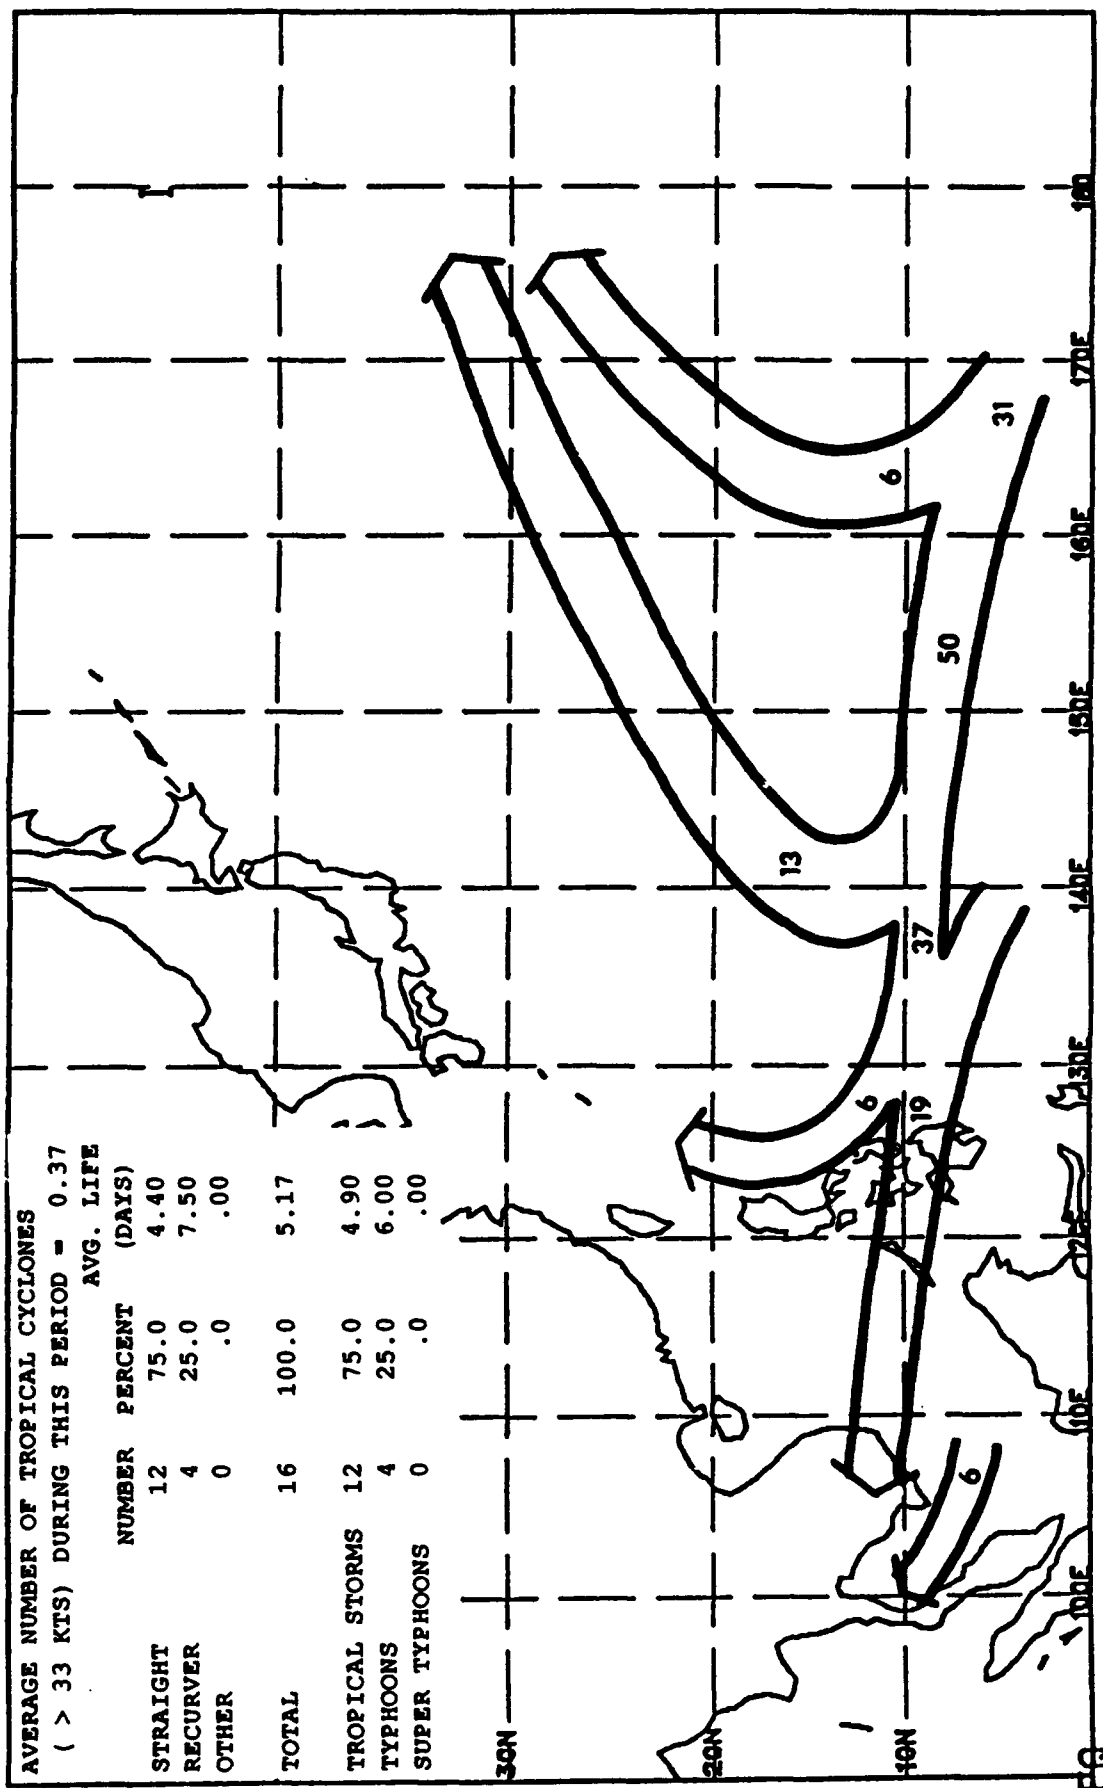 AVERAGE NUMBER OF TROPICAL CYCLONES
( > 33 KTS) DURING THIS PERIOD = 0.37
AVG. LIFE
NUMBER PERCENT (DAYS)
STRAIGHT 12 75.0 4.40
RECURVER 4 25.0 7.50
OTHER 0 .0 .00
TOTAL 16 100.0 5.17
TROPICAL STORMS 12 75.0 4.90
TYPHOONS 4 25.0 6.00
SUPER TYPHOONS 0 .0 .00
30N
20N
13
6
6
10N
19
37
50
6
31
100E
110E
120E
130E
140E
150E
160E
170E
180